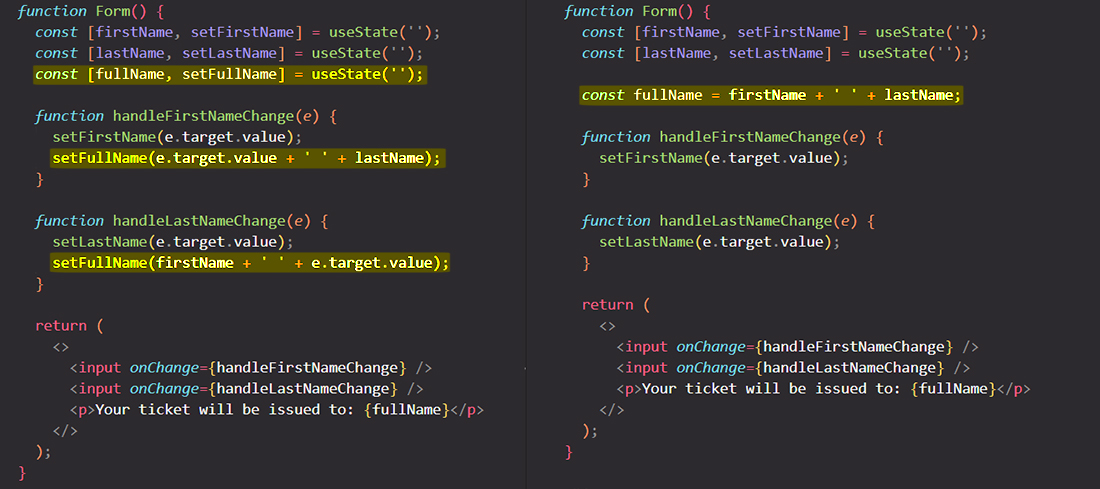 function Form() {
const [firstName, setFirstName] = useState('');
const [lastName, setLastName] = useState('');
const [fullName, setFullName] = useState('');
function handleFirstNameChange(e) {
setFirstName(e.target.value);
setFullName(e.target.value + ' ' + lastName);
}
function handleLastNameChange(e) {
setLastName(e.target.value);
setFullName(firstName + ' ' + e.target.value);
}
return (
<>
<input onChange={handleFirstNameChange} />
<input onChange={handleLastNameChange} />
<p>Your ticket will be issued to: {fullName}</p>
</>
);
}
function Form() {
const [firstName, setFirstName] = useState('');
const [lastName, setLastName] = useState('');
const fullName = firstName + ' ' + lastName;
function handleFirstNameChange(e) {
setFirstName(e.target.value);
}
function handleLastNameChange(e) {
setLastName(e.target.value);
}
return (
<>
<input onChange={handleFirstNameChange} />
<input onChange={handleLastNameChange} />
<p>Your ticket will be issued to: {fullName}</p>
</>
);
}